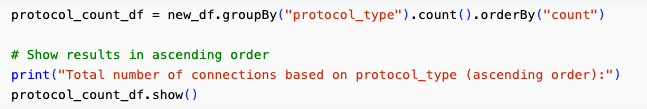 protocol_count_df = new_df.groupBy("protocol_type").count().orderBy("count")
# Show results in ascending order
print("Total number of connections based on protocol_type (ascending order):")
protocol_count_df.show()